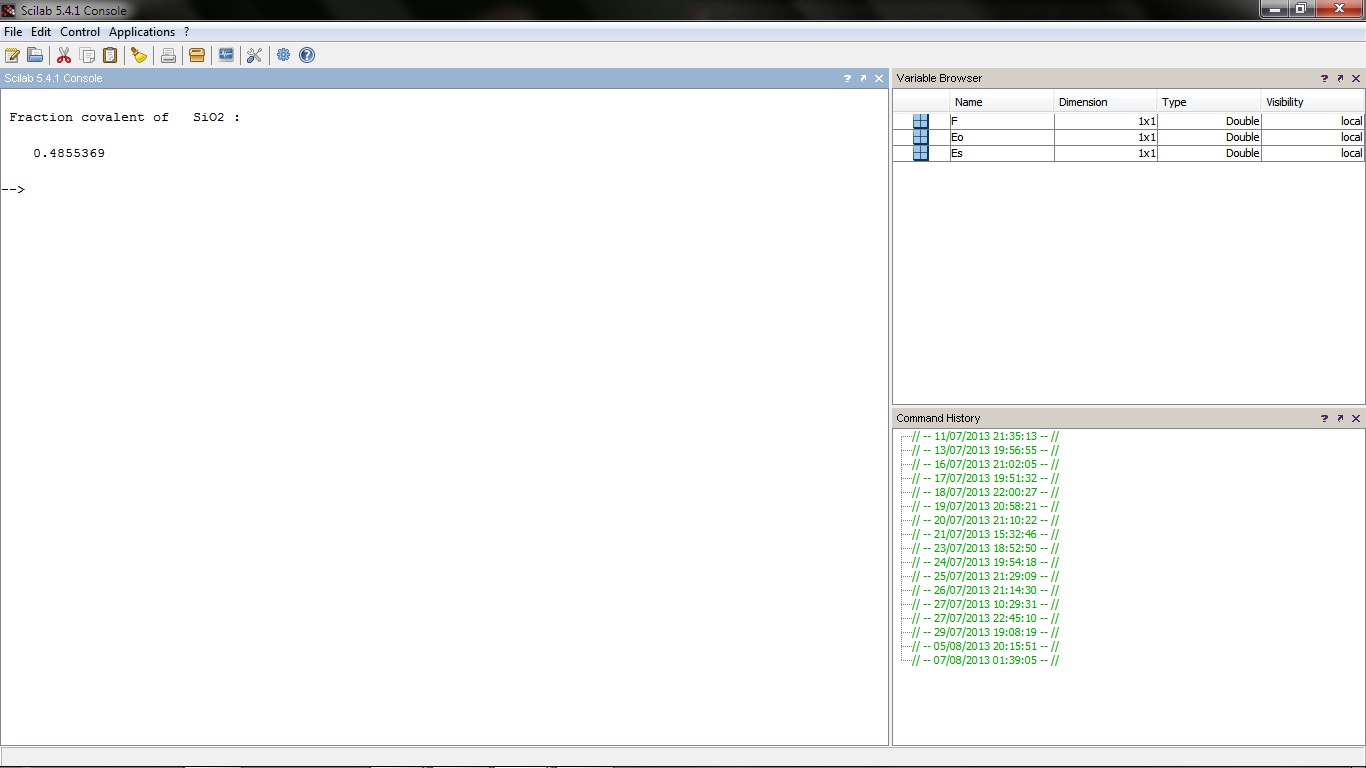 Scilab 5.4.1 Console
File Edit Control Applications ?
Scilab 5.4.1 Console
Fraction covalent of   SiO2 :
0.4855369
-->
Variable Browser
Name Dimension Type Visibility
F 1x1 Double local
Eo 1x1 Double local
Es 1x1 Double local
Command History
// -- 11/07/2013 21:35:13 -- //
// -- 13/07/2013 19:56:55 -- //
// -- 16/07/2013 21:02:05 -- //
// -- 17/07/2013 19:51:32 -- //
// -- 18/07/2013 22:00:27 -- //
// -- 19/07/2013 20:58:21 -- //
// -- 20/07/2013 21:10:22 -- //
// -- 21/07/2013 15:32:46 -- //
// -- 23/07/2013 18:52:50 -- //
// -- 24/07/2013 19:54:18 -- //
// -- 25/07/2013 21:29:09 -- //
// -- 26/07/2013 21:14:30 -- //
// -- 27/07/2013 10:29:31 -- //
// -- 27/07/2013 22:45:10 -- //
// -- 29/07/2013 19:08:19 -- //
// -- 05/08/2013 20:15:51 -- //
// -- 07/08/2013 01:39:05 -- //